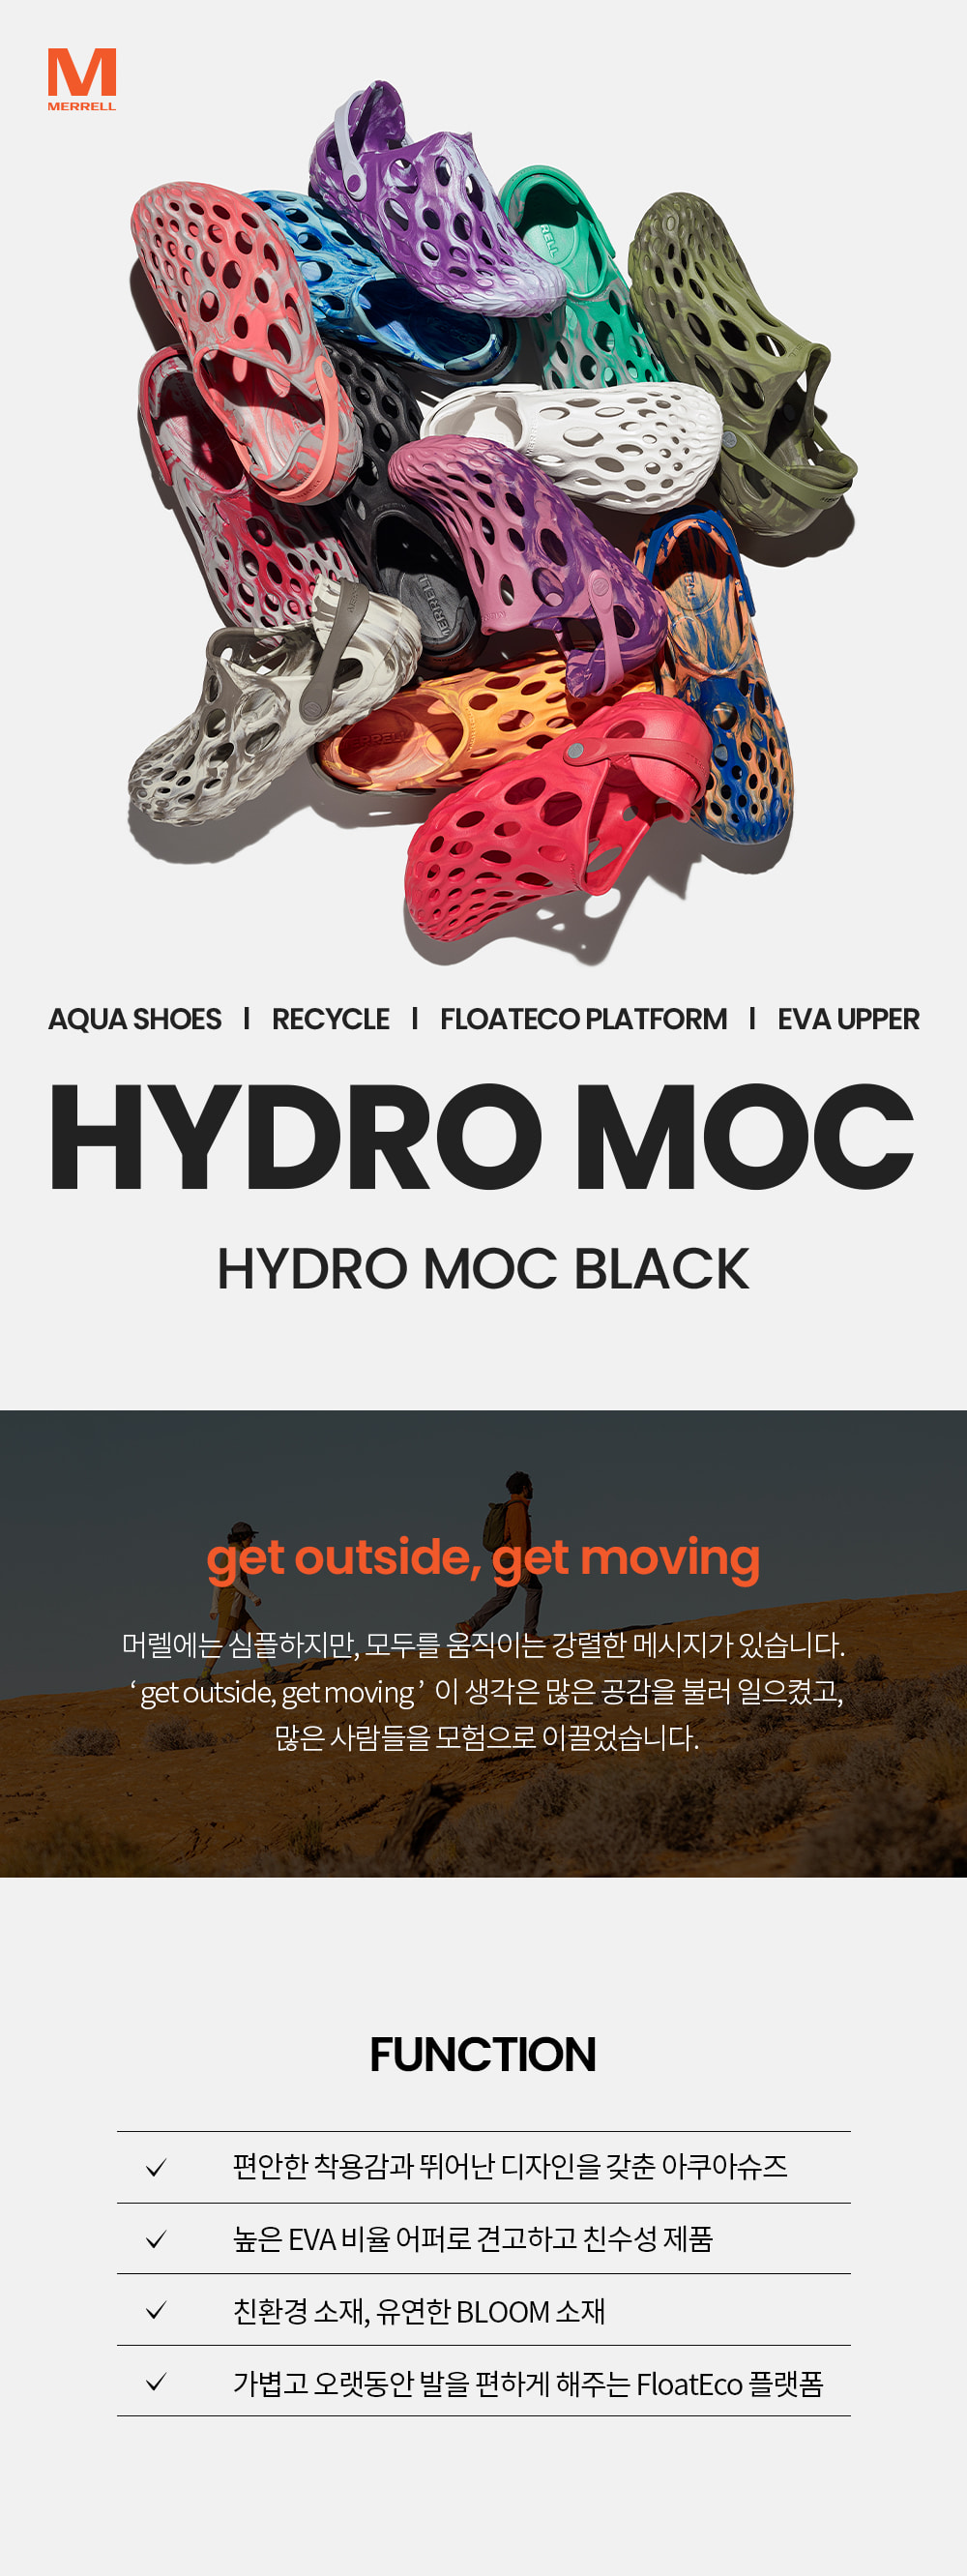 MERRELL
AQUA SHOES I RECYCLE I FLOATECO PLATFORM I EVA UPPER
HYDRO MOC
HYDRO MOC BLACK
get outside, get moving
머렐에는 심플하지만, 모두를 움직이는 강렬한 메시지가 있습니다.
‘ get outside, get moving ’ 이 생각은 많은 공감을 불러 일으켰고,
많은 사람들을 모험으로 이끌었습니다.
FUNCTION
편안한 착용감과 뛰어난 디자인을 갖춘 아쿠아슈즈
높은 EVA 비율 어퍼로 견고하고 친수성 제품
친환경 소재, 유연한 BLOOM 소재
가볍고 오랫동안 발을 편하게 해주는 FloatEco 플랫폼